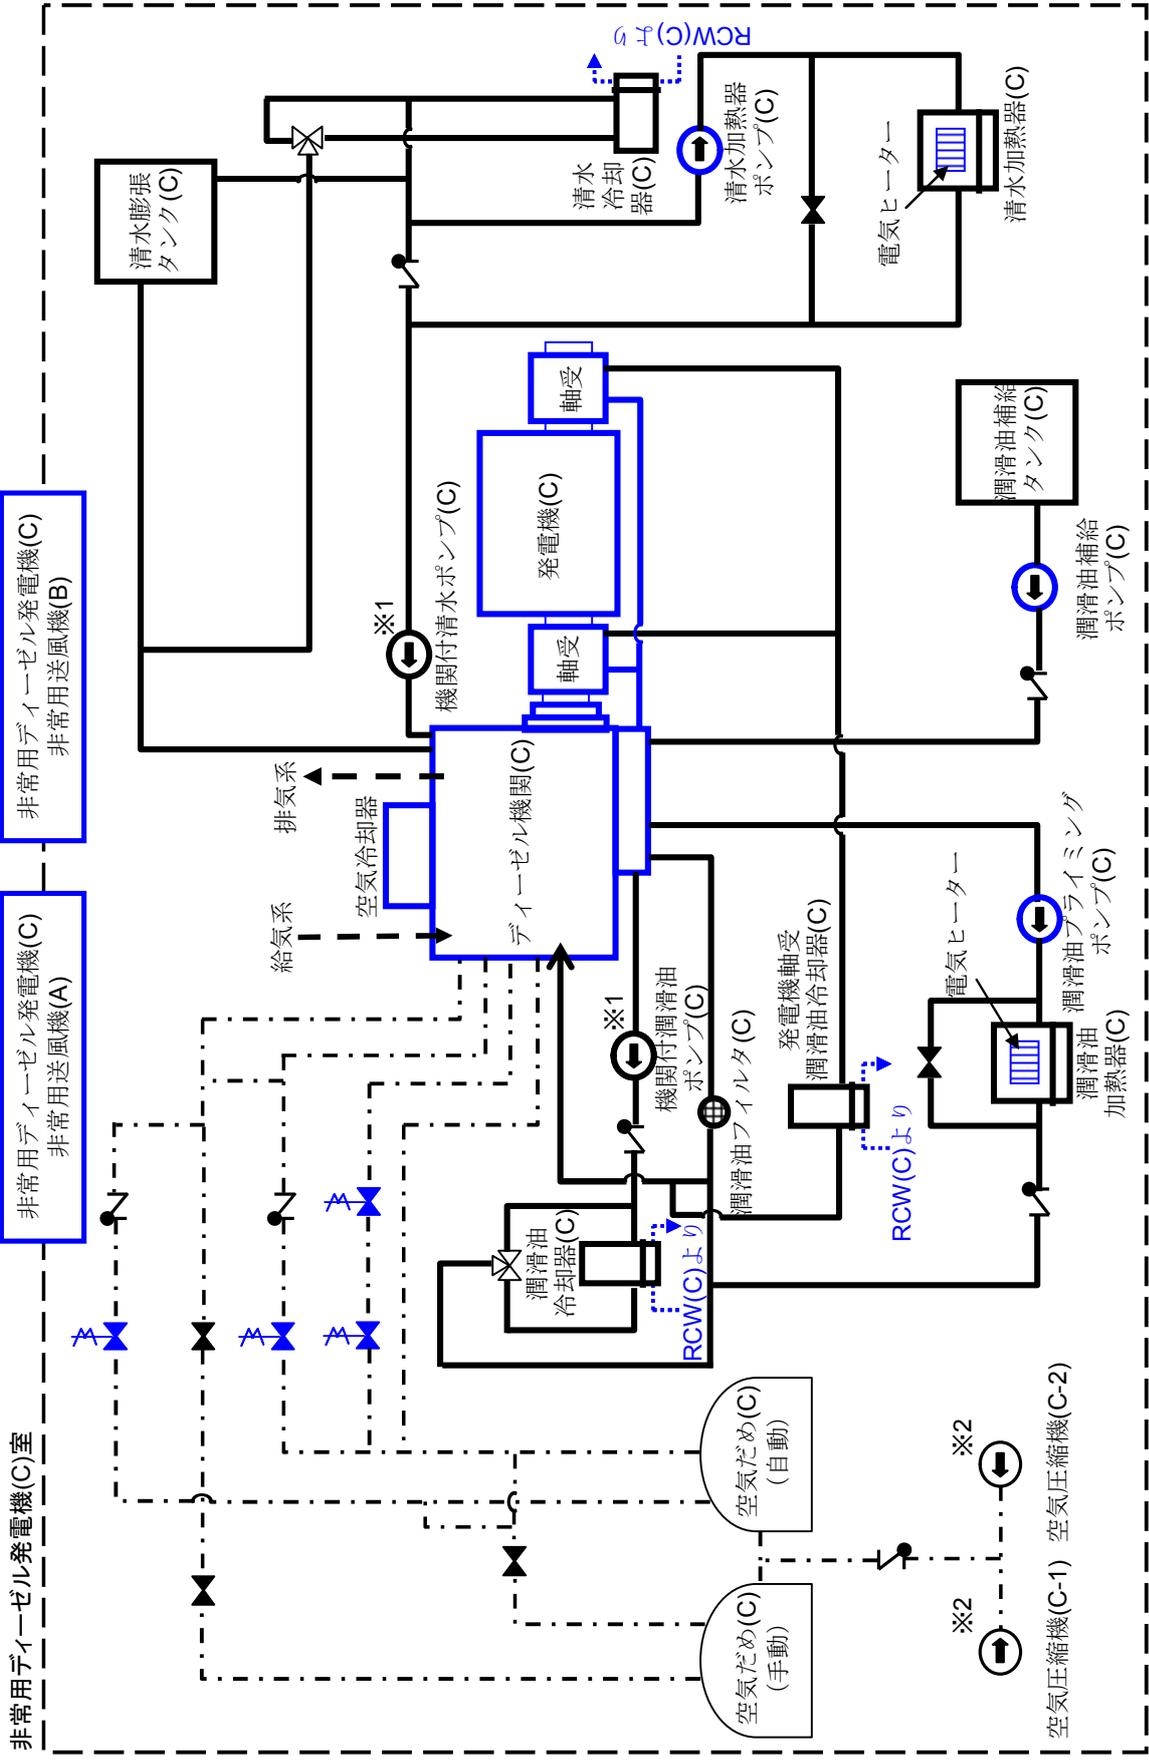 非常用ディーゼル発電機(C)室
非常用ディーゼル発電機(C)
非常用送風機(A)
非常用ディーゼル発電機(C)
非常用送風機(B)
清水膨張
タンク(C)
給気系
排気系
空気冷却器
ディーゼル機関(C)
※1
機関付清水ポンプ(C)
軸受
発電機(C)
軸受
清水
冷却
器(C)
RCW(C)より
清水加熱器
ポンプ(C)
電気ヒーター
清水加熱器(C)
潤滑油
冷却器(C)
RCW(C)より
※1
機関付潤滑油
ポンプ(C)
潤滑油フィルタ(C)
発電機軸受
潤滑油冷却器(C)
RCW(C)より
電気ヒーター
潤滑油プライミング
ポンプ(C)
潤滑油
加熱器(C)
潤滑油補給
タンク(C)
潤滑油補給
ポンプ(C)
空気だめ(C)
(手動)
空気だめ(C)
(自動)
※2
※2
空気圧縮機(C-1)
空気圧縮機(C-2)